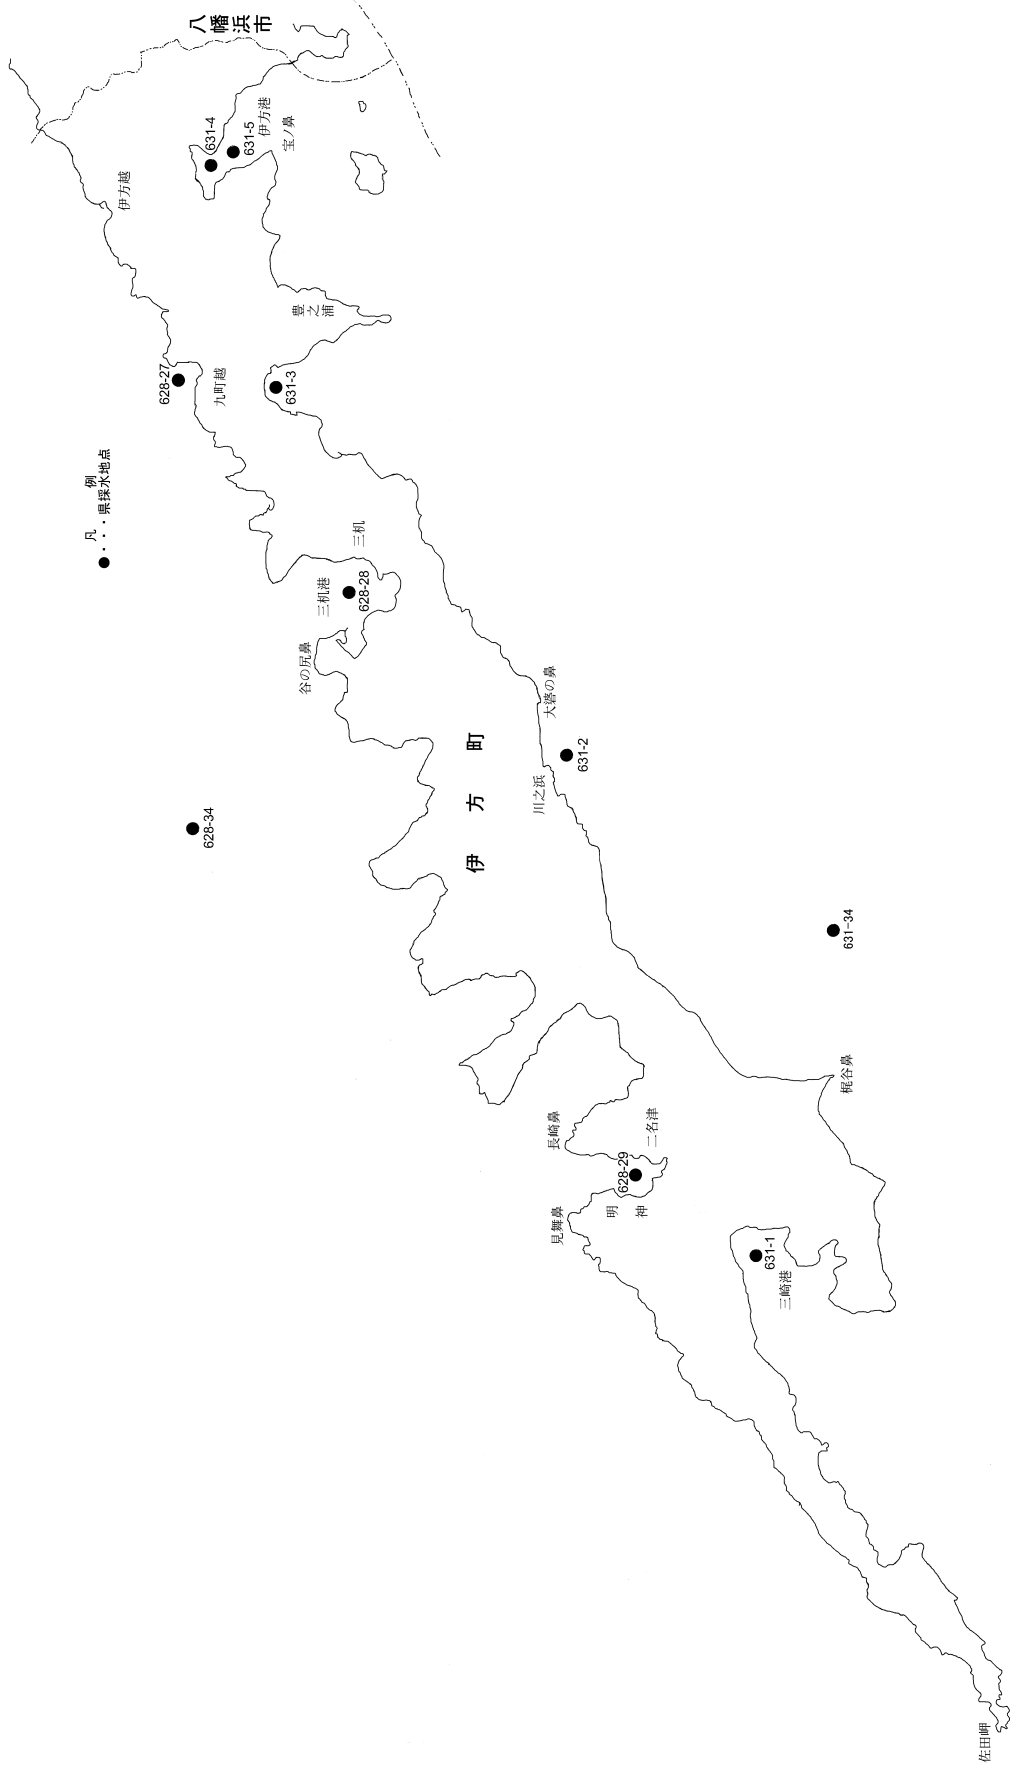 八幡浜市
631-4
631-5
伊方港
宝ノ鼻
伊方越
豊之浦
628-27
九町越
631-3
凡例
●・・・県採水地点
三机
三机港
628-28
谷の尻鼻
大碆の鼻
631-2
川之浜
伊方町
628-34
631-34
梶谷鼻
長崎鼻
二名津
628-29
明神
見舞鼻
631-1
三崎港
佐田岬